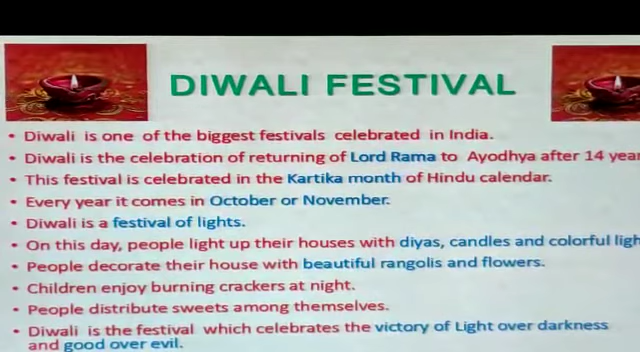 DIWALI FESTIVAL
• Diwali is one of the biggest festivals celebrated in India.
• Diwali is the celebration of returning of Lord Rama to Ayodhya after 14 year
• This festival is celebrated in the Kartika month of Hindu calendar.
• Every year it comes in October or November.
• Diwali is a festival of lights.
• On this day, people light up their houses with diyas, candles and colorful ligh
• People decorate their house with beautiful rangolis and flowers.
• Children enjoy burning crackers at night.
• People distribute sweets among themselves.
• Diwali is the festival which celebrates the victory of Light over darkness
and good over evil.